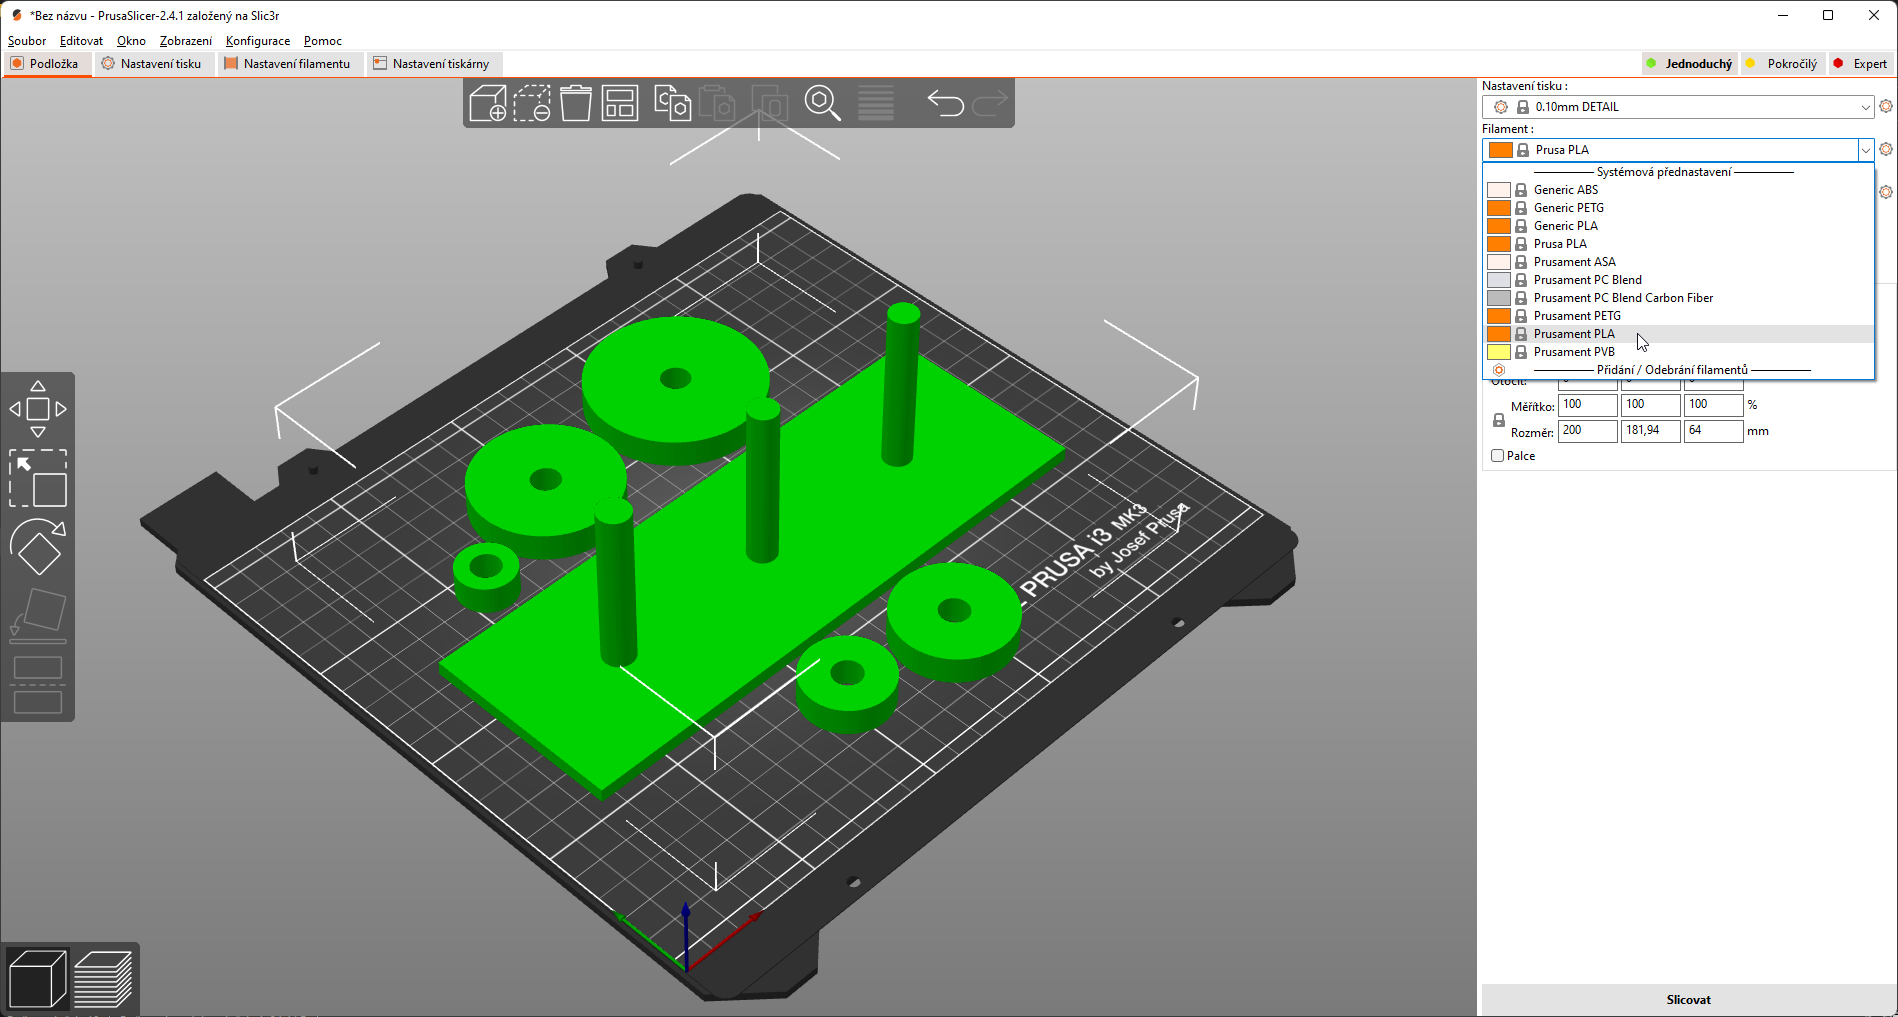 *Bez názvu - PrusaSlicer-2.4.1 založený na Slic3r
Soubor Editovat Okno Zobrazení Konfigurace Pomoc
Podložka Nastavení tisku Nastavení filamentu Nastavení tiskárny Jednoduchý Pokročilý Expert
Nastavení tisku :
0.10mm DETAIL
Filament :
Prusa PLA
Systémová přednastavení
Generic ABS
Generic PETG
Generic PLA
Prusa PLA
Prusament ASA
Prusament PC Blend
Prusament PC Blend Carbon Fiber
Prusament PETG
Prusament PLA
Prusament PVB
Přidání / Odebrání filamentů
Otočit:
Měřítko: 100 100 100 %
Rozměr: 200 181,94 64 mm
Palce
PRUSA i3 MK3
by Josef Prusa
Slicovat